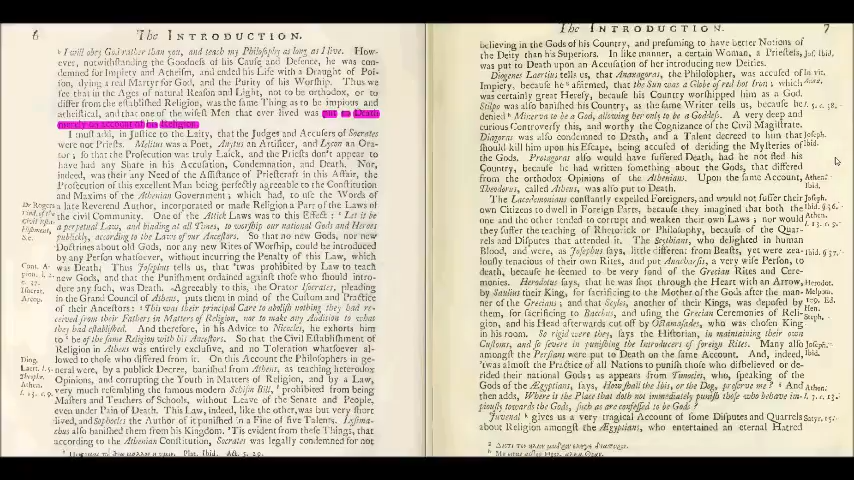 6 The INTRODUCTION.
I will obey God rather than you, and teach my Philosophy as long as I live. How-
ever, notwithstanding the Goodness of his Cause and Defence, he was con-
demned for Impiety and Atheism, and ended his Life with a Draught of Poi-
son, dying a real Martyr for God, and the Purity of his Worship. Thus we
see that in the Ages of natural Reason and Light, not to be orthodox, or to
differ from the established Religion, was the same Thing as to be impious and
atheistical, and that one of the wisest Men that ever lived was put to Death
merely on account of his Religion.
I must add, in Justice to the Laity, that the Judges and Accusers of Socrates
were not Priests. Melitus was a Poet, Anytus an Artificer, and Lycon an Ora-
tor; so that the Prosecution was truly Laick, and the Priests don't appear to
have had any Share in his Accusation, Condemnation, and Death. Nor,
indeed, was their any Need of the Assistance of Priestcraft in this Affair, the
Prosecution of this excellent Man being perfectly agreeable to the Constitution
and Maxims of the Athenian Government; which had, to use the Words of
Dr Rogers a late Reverend Author, incorporated or made Religion a Part of the Laws of
the civil Community. One of the Attick Laws was to this Effect: Let it be
a perpetual Law, and binding at all Times, to worship our national Gods and Heroes
publickly, according to the Laws of our Ancestors. So that no new Gods, nor new
Doctrines about old Gods, nor any new Rites of Worship, could be introduced
by any Person whatsoever, without incurring the Penalty of this Law, which
was Death: Thus Josephus tells us, that 'twas prohibited by Law to teach
new Gods, and that the Punishment ordained against those who should intro-
duce any such, was Death. Agreeably to this, the Orator Isocrates, pleading
in the Grand Council of Athens, puts them in mind of the Custom and Practice
of their Ancestors: This was their principal Care to abolish nothing they had re-
ceived from their Fathers in Matters of Religion, nor to make any Addition to what
they had established. And therefore, in his Advice to Nicocles, he exhorts him
to be of the same Religion with his Ancestors. So that the Civil Establishment of
Religion in Athens was entirely exclusive, and no Toleration whatsoever al-
lowed to those who differed from it. On this Account the Philosophers in ge-
neral were, by a publick Decree, banished from Athens, as teaching heterodox
Opinions, and corrupting the Youth in Matters of Religion, and by a Law,
very much resembling the famous modern Schism Bill, prohibited from being
Masters and Teachers of Schools, without Leave of the Senate and People,
even under Pain of Death. This Law, indeed, like the other, was but very short
lived, and Sophocles the Author of it punished in a Fine of five Talents. Lysima-
chus also banished them from his Kingdom. 'Tis evident from these Things, that
according to the Athenian Constitution, Socrates was legally condemned for not
The INTRODUCTION. 7
believing in the Gods of his Country, and presuming to have better Notions of
the Deity than his Superiors. In like manner, a certain Woman, a Priestess, Jos. Ibid.
was put to Death upon an Accusation of her introducing new Deities.
Diogenes Laertius tells us, that Anaxagoras, the Philosopher, was accused of
Impiety, because he affirmed, that the Sun was a Globe of red hot Iron; which
was certainly great Heresy, because his Country worshipped him as a God.
Stilpo was also banished his Country, as the same Writer tells us, because he
denied Minerva to be a God, allowing her only to be a Goddess. A very deep and
curious Controversy this, and worthy the Cognizance of the Civil Magistrate.
Diagoras was also condemned to Death, and a Talent decreed to him that Joseph.
should kill him upon his Escape, being accused of deriding the Mysteries of Ibid.
the Gods. Protagoras also would have suffered Death, had he not fled his
Country, because he had written something about the Gods, that differed
from the orthodox Opinions of the Athenians. Upon the same Account, Athen.
Theodorus, called Atheus, was also put to Death. Ibid.
The Lacedemonians constantly expelled Foreigners, and would not suffer their
own Citizens to dwell in Foreign Parts, because they imagined that both the
one and the other tended to corrupt and weaken their own Laws; nor would
they suffer the teaching of Rhetorick or Philosophy, because of the Quar-
rels and Disputes that attended it. The Scythians, who delighted in human
Blood, and were, as Josephus says, little different from Beasts, yet were zea-
lously tenacious of their own Rites, and put Anacharsis, a very wise Person, to
death, because he seemed to be very fond of the Grecian Rites and Cere-
monies. Herodotus says, that he was shot through the Heart with an Arrow, Herodot.
by Saulius their King, for sacrificing to the Mother of the Gods after the man-
ner of the Grecians; and that Scyles, another of their Kings, was deposed by
them, for sacrificing to Bacchus, and using the Grecian Ceremonies of Reli-
gion, and his Head afterwards cut off by Octamasades, who was chosen King
in his room. So rigid were they, says the Historian, in maintaining their own
Customs, and so severe in punishing the Introducers of foreign Rites. Many also Joseph.
amongst the Persians were put to Death on the same Account. And, indeed, Ibid.
'twas almost the Practice of all Nations to punish those who disbelieved or de-
rided their national Gods; as appears from Timocles, who, speaking of the
Gods of the Ægyptians, says, How shall the Ibis, or the Dog, preserve me? And
then adds, Where is the Place that doth not immediately punish those who behave im-
piously towards the Gods, such as are confessed to be Gods?
Juvenal gives us a very tragical Account of some Disputes and Quarrels
about Religion amongst the Ægyptians, who entertained an eternal Hatred